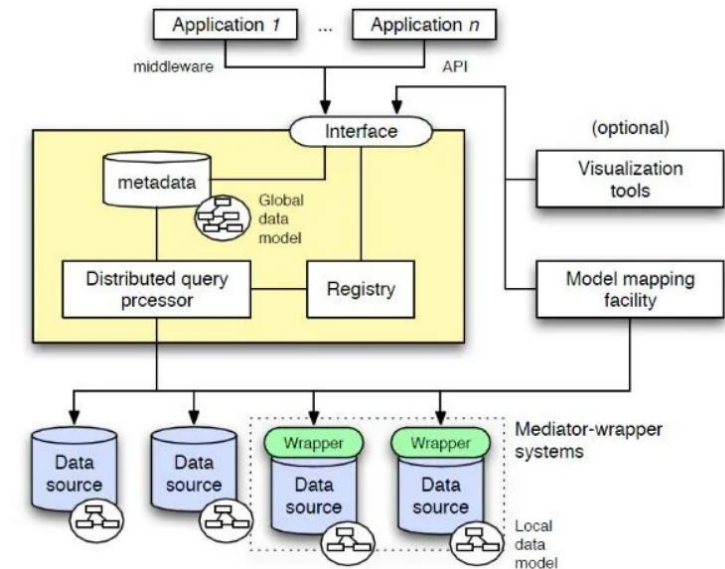 Application 1 ... Application n
middleware API
Interface
(optional)
metadata
Global
data
model
Visualization
tools
Distributed query
prcessor
Registry
Model mapping
facility
Wrapper
Wrapper
Mediator-wrapper
systems
Data
source
Data
source
Data
source
Data
source
Local
data
model